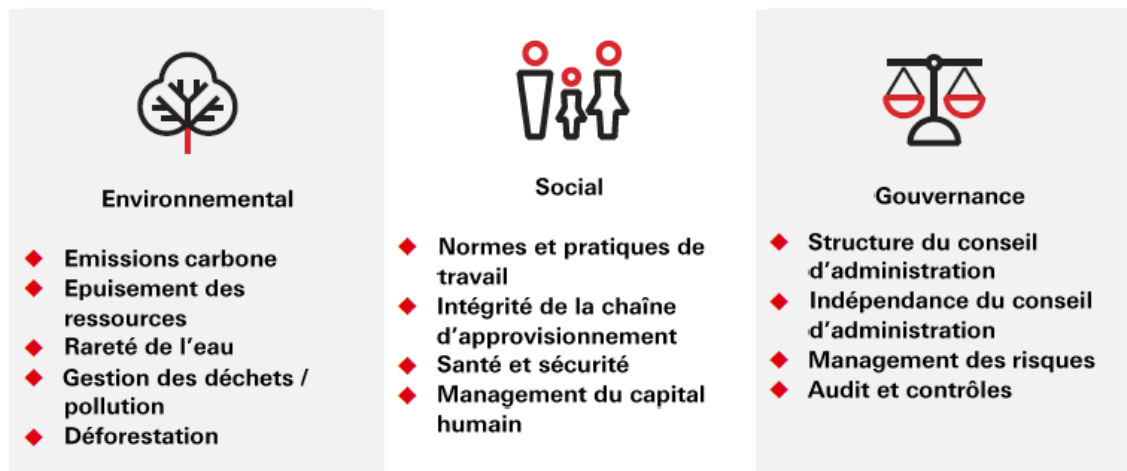 Environnemental
Emissions carbone
Epuisement des
ressources
Rareté de l'eau
Gestion des déchets /
pollution
Déforestation
Social
Normes et pratiques de
travail
Intégrité de la chaîne
d'approvisionnement
Santé et sécurité
Management du capital
humain
Gouvernance
Structure du conseil
d'administration
Indépendance du conseil
d'administration
Management des risques
Audit et contrôles